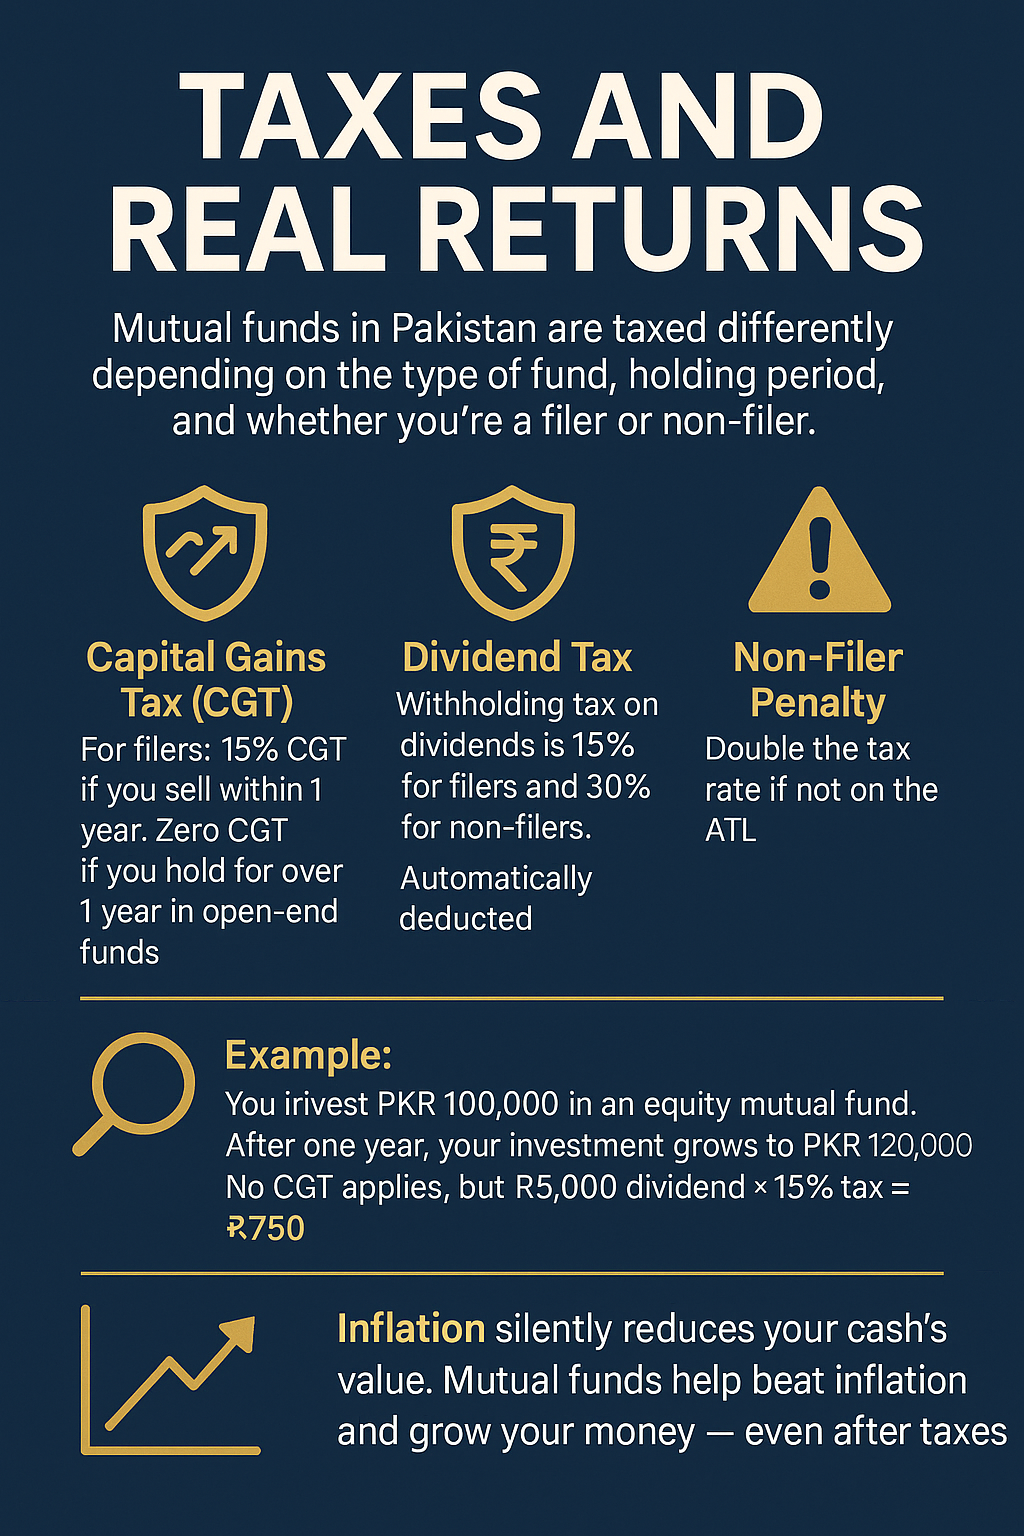 TAXES AND
REAL RETURNS
Mutual funds in Pakistan are taxed differently
depending on the type of fund, holding period,
and whether you’re a filer or non-filer.
₹
Capital Gains
Tax (CGT)
For filers: 15% CGT
if you sell within 1
year. Zero CGT
if you hold for over
1 year in open-end
funds
Dividend Tax
Withholding tax on
dividends is 15%
for filers and 30%
for non-filers.
Automatically
deducted
Non-Filer
Penalty
Double the tax
rate if not on the
ATL
Example:
You irivest PKR 100,000 in an equity mutual fund.
After one year, your investment grows to PKR 120,000
No CGT applies, but R5,000 dividend × 15% tax =
₹750
Inflation silently reduces your cash’s
value. Mutual funds help beat inflation
and grow your money — even after taxes